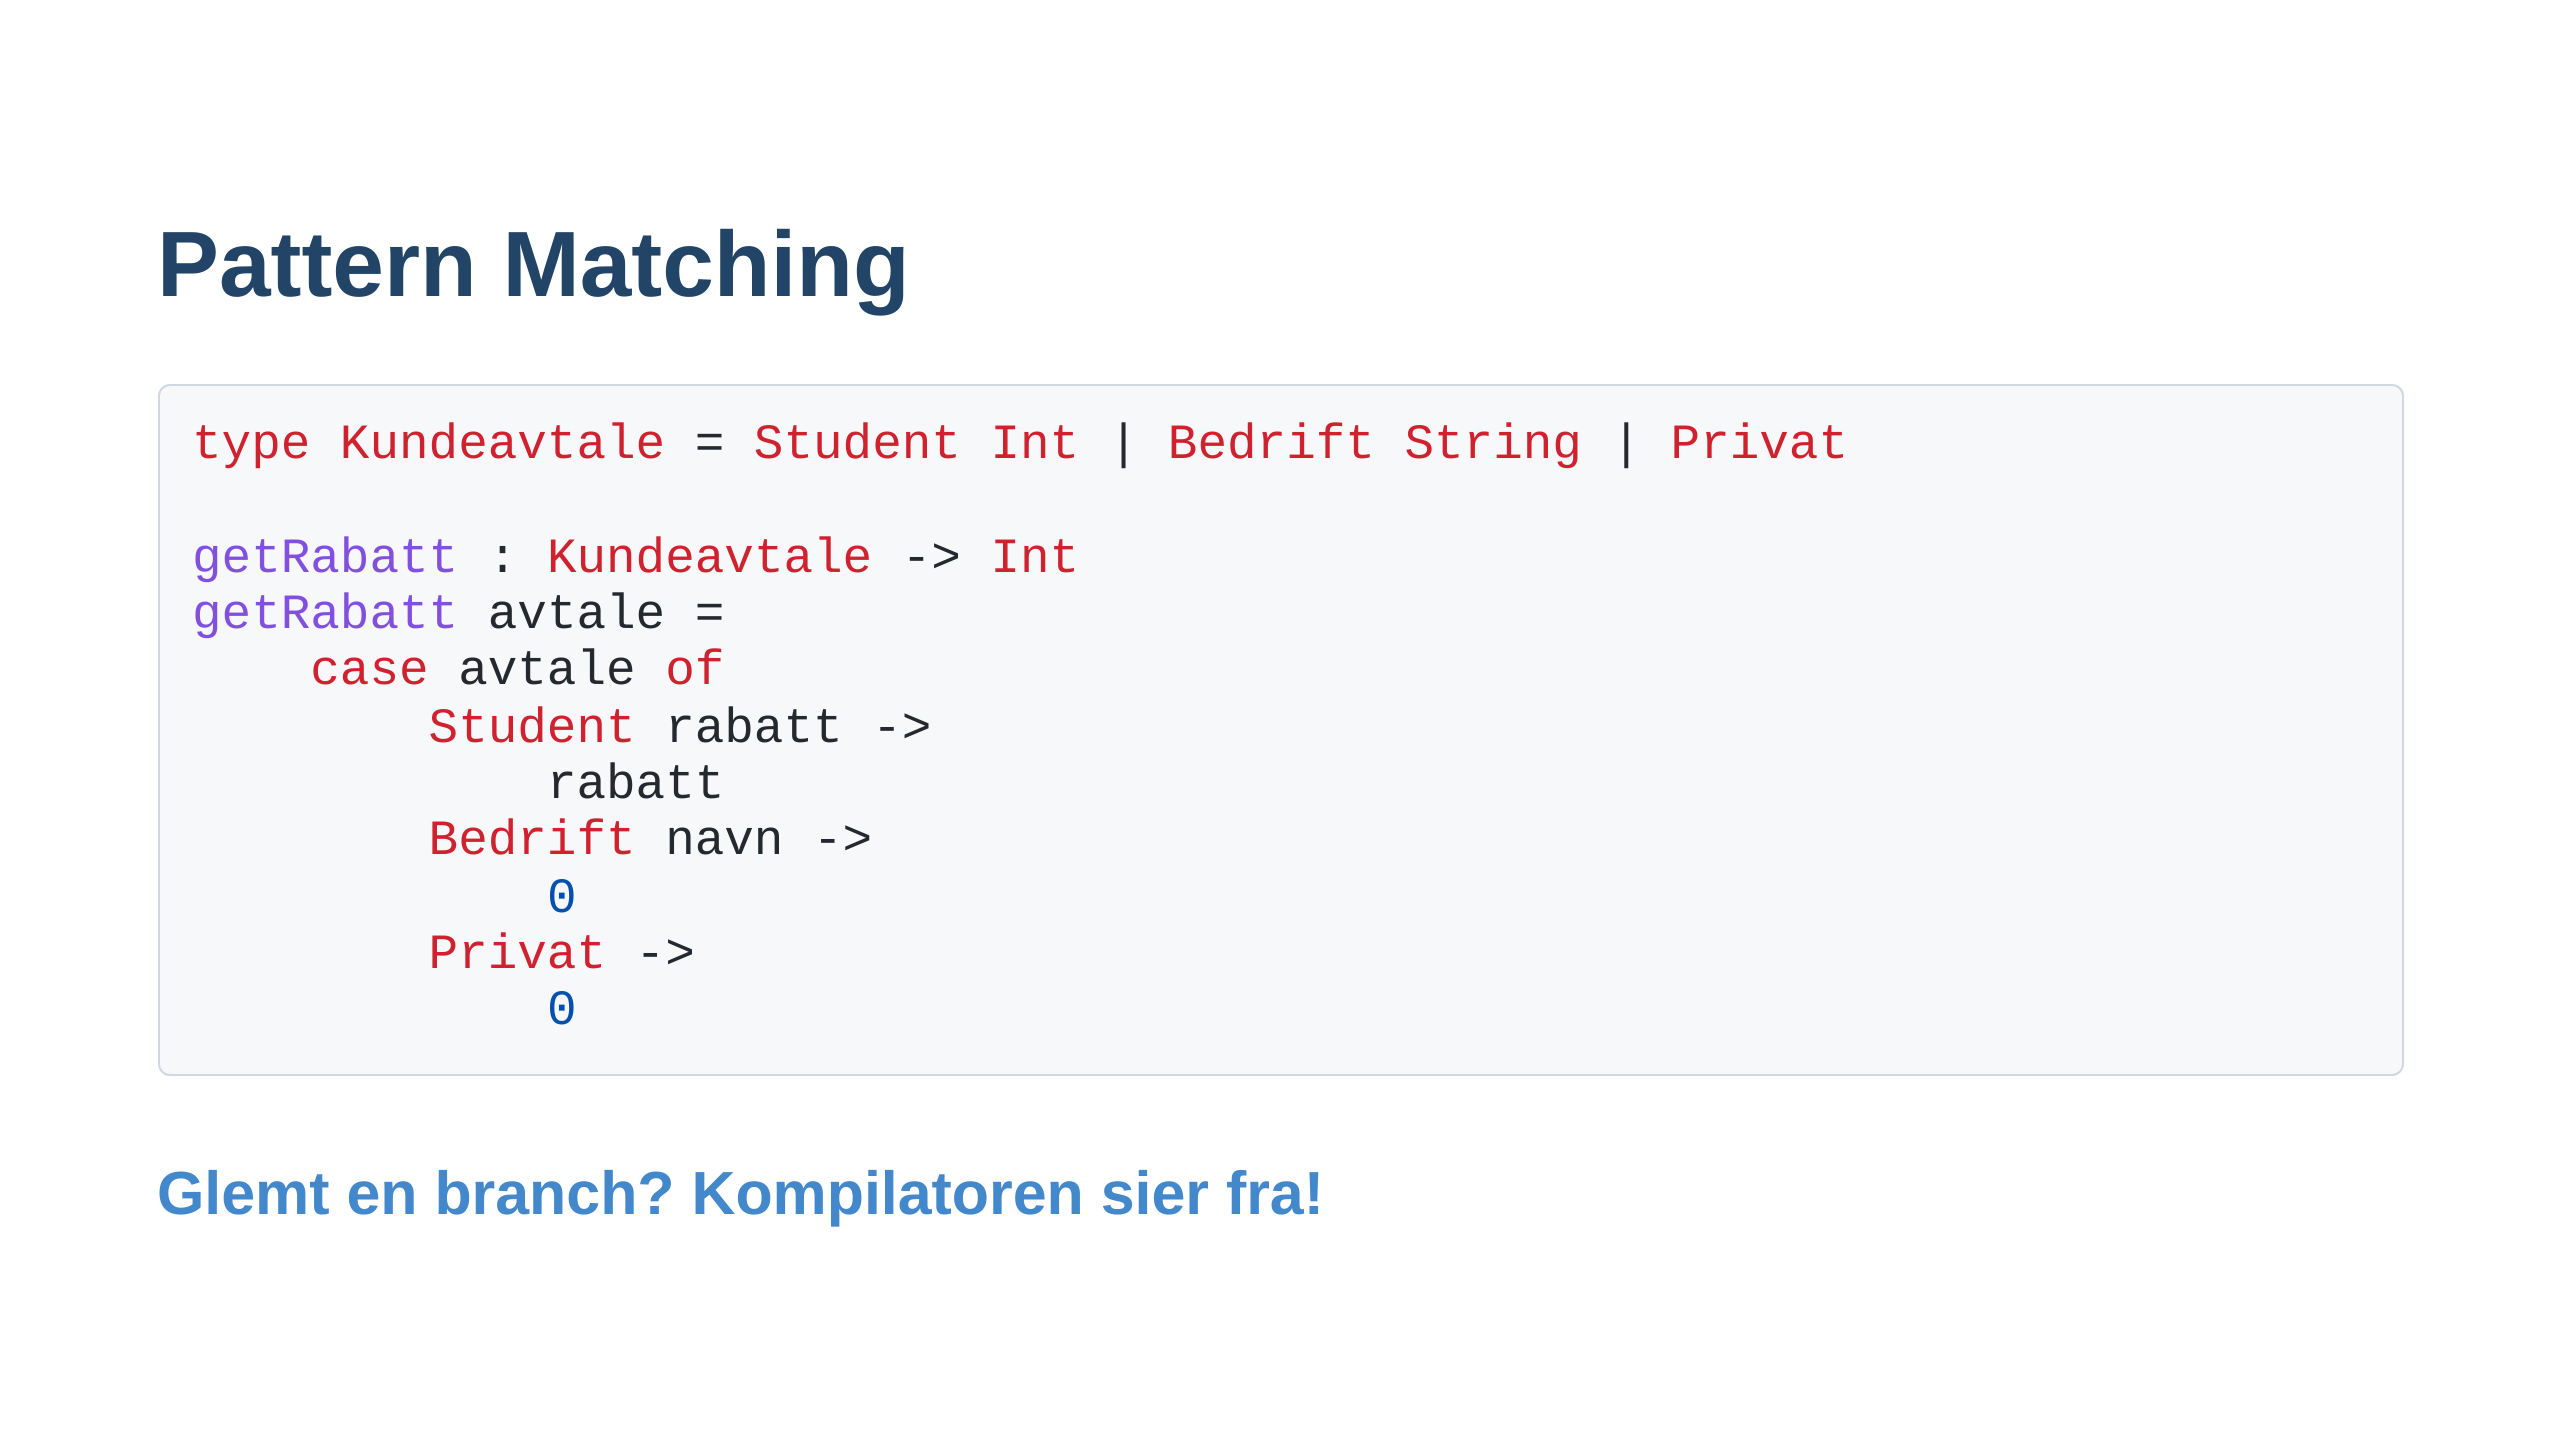 Pattern Matching
type Kundeavtale = Student Int | Bedrift String | Privat
getRabatt : Kundeavtale -> Int
getRabatt avtale =
    case avtale of
        Student rabatt ->
            rabatt
        Bedrift navn ->
            0
        Privat ->
            0
Glemt en branch? Kompilatoren sier fra!